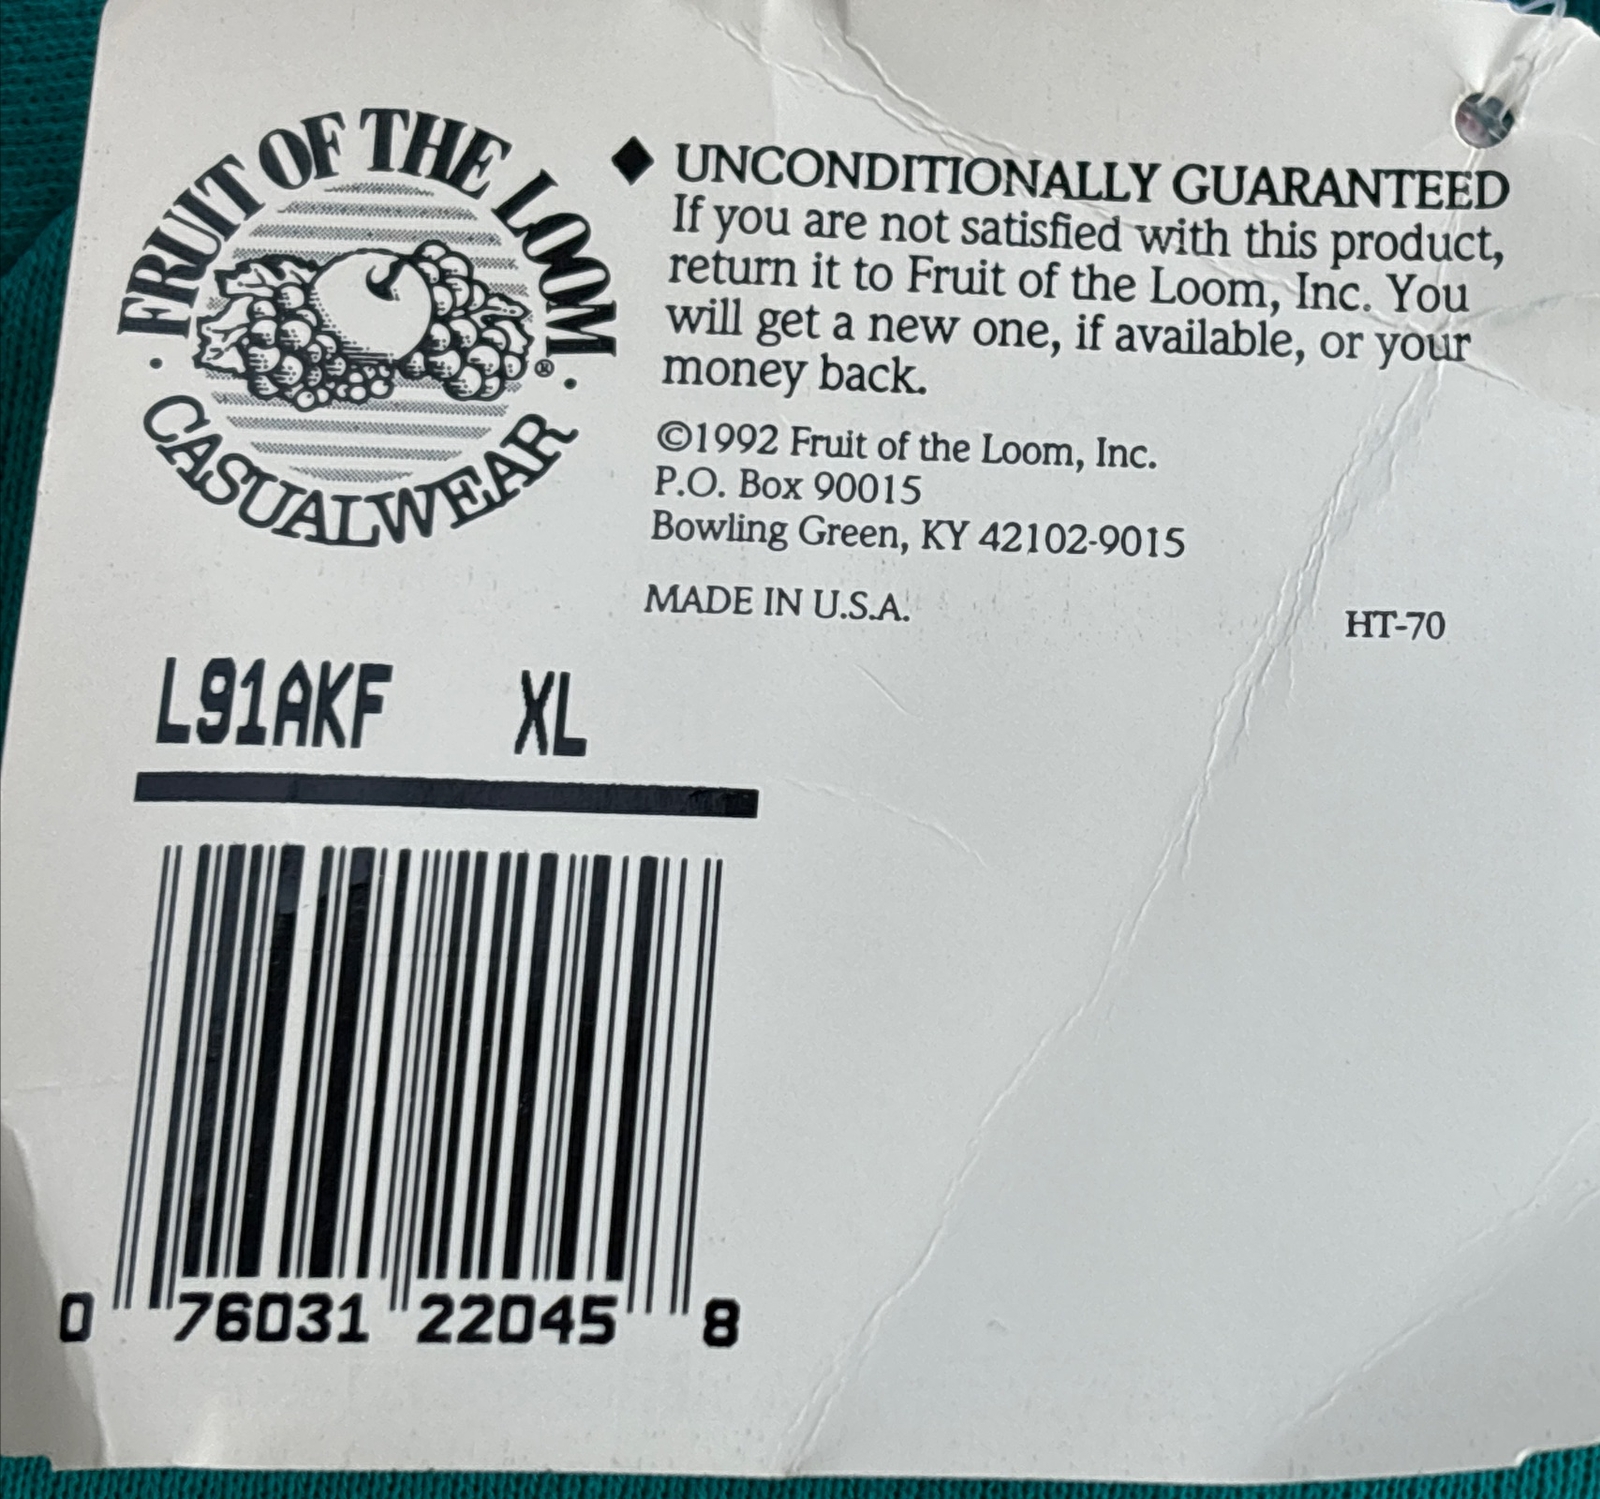 FRUIT OF THE LOOM
®
CASUALWEAR
◆ UNCONDITIONALLY GUARANTEED
If you are not satisfied with this product,
return it to Fruit of the Loom, Inc. You
will get a new one, if available, or your
money back.
©1992 Fruit of the Loom, Inc.
P.O. Box 90015
Bowling Green, KY 42102-9015
MADE IN U.S.A.
HT-70
L91AKF XL
0 76031 22045 8